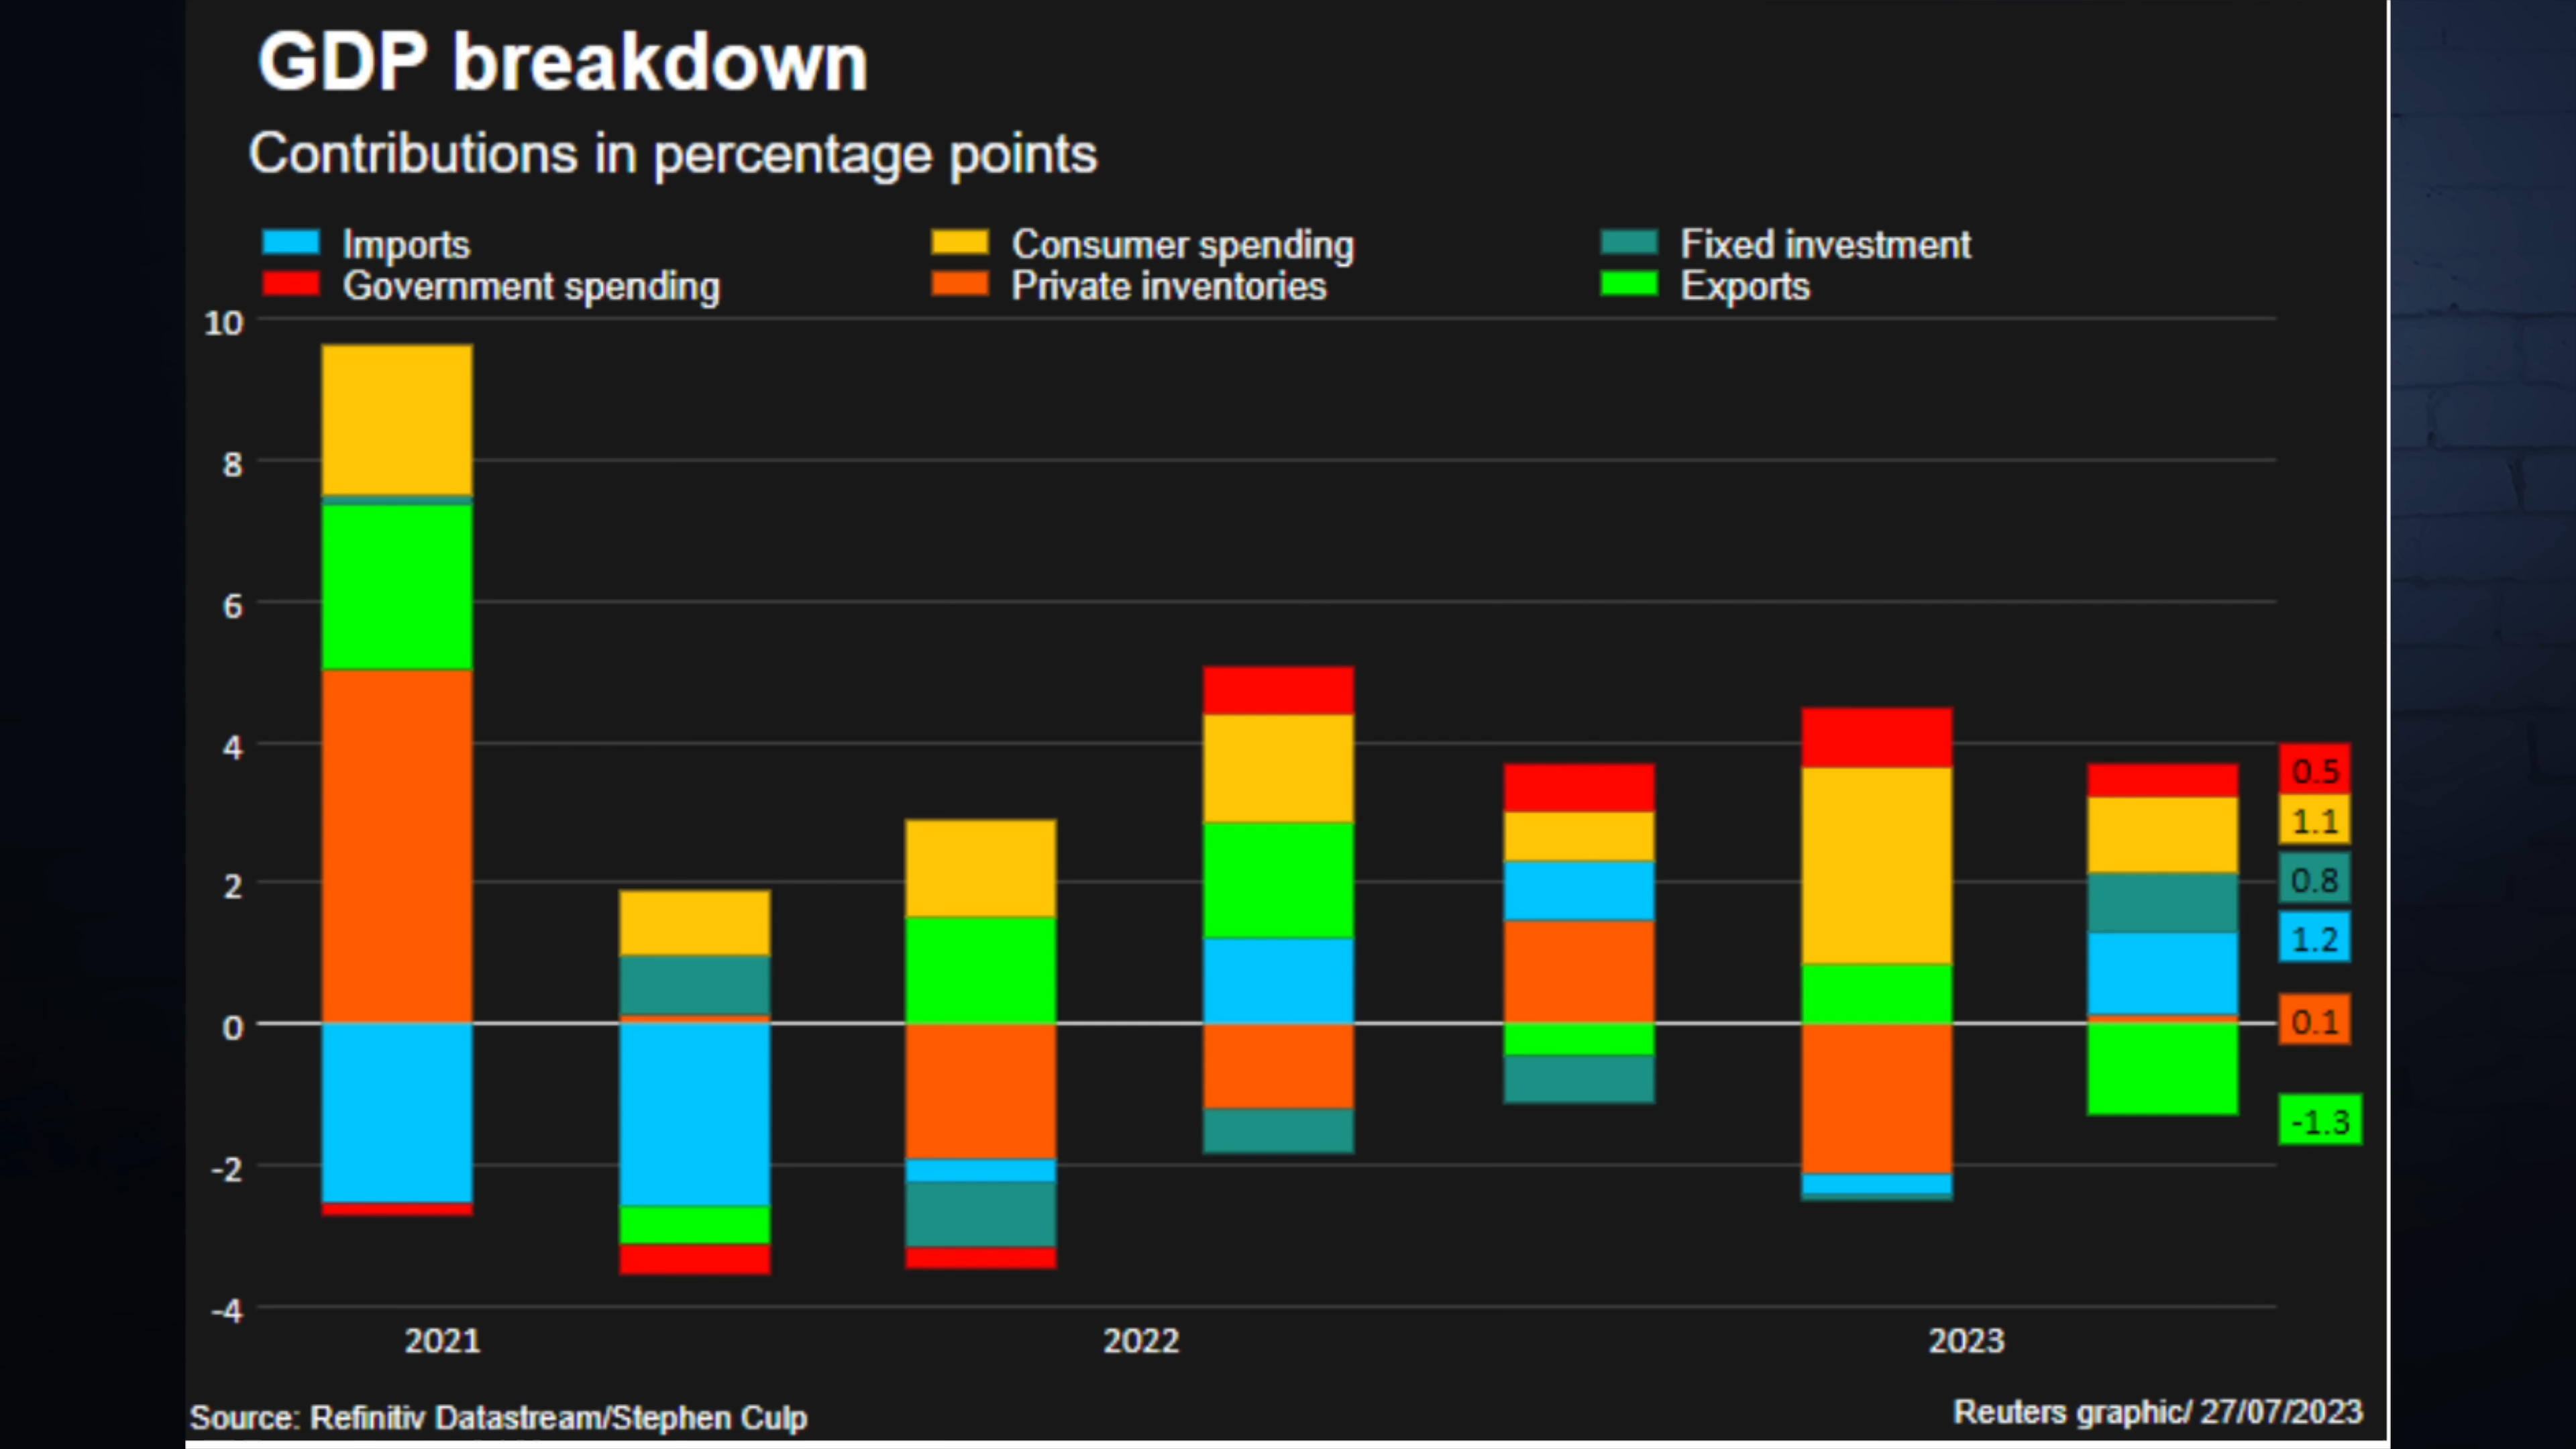 GDP breakdown
Contributions in percentage points
Imports
Consumer spending
Fixed investment
Government spending
Private inventories
Exports
10
8
6
4
2
0
-2
-4
0.5
1.1
0.8
1.2
0.1
-1.3
2021
2022
2023
Source: Refinitiv Datastream/Stephen Culp
Reuters graphic/ 27/07/2023